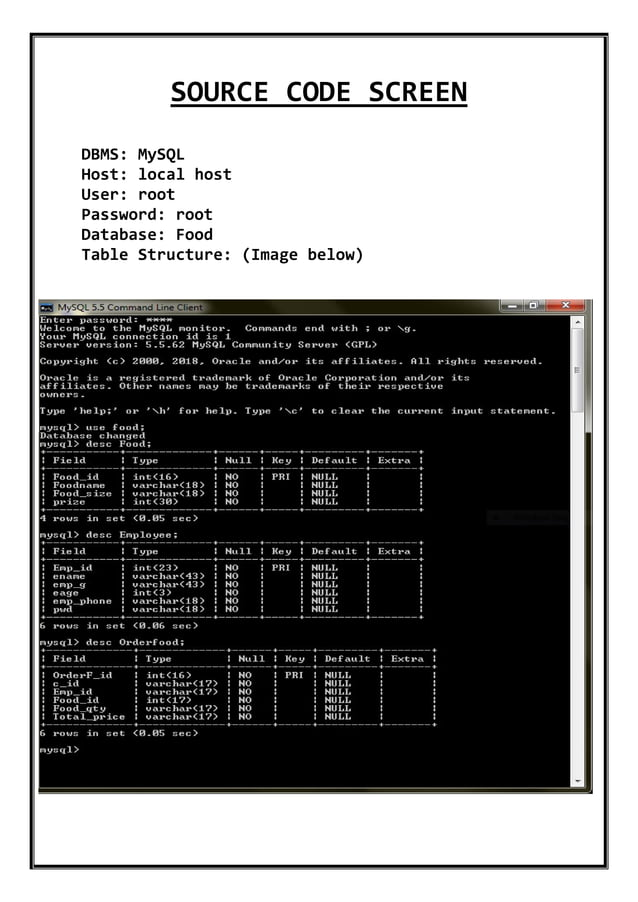 SOURCE CODE SCREEN
DBMS: MySQL
Host: local host
User: root
Password: root
Database: Food
Table Structure: (Image below)
MySQL 5.5 Command Line Client
Enter password: ****
Welcome to the MySQL monitor.  Commands end with ; or \g.
Your MySQL connection id is 1
Server version: 5.5.62 MySQL Community Server (GPL)
Copyright (c) 2000, 2018, Oracle and/or its affiliates. All rights reserved.
Oracle is a registered trademark of Oracle Corporation and/or its
affiliates. Other names may be trademarks of their respective
owners.
Type 'help;' or '\h' for help. Type '\c' to clear the current input statement.
mysql> use food;
Database changed
mysql> desc Food;
| Field | Type | Null | Key | Default | Extra |
| Food_id | int(16) | NO | PRI | NULL | |
| Foodname | varchar(18) | NO | | NULL | |
| Food_size | varchar(18) | NO | | NULL | |
| prize | int(30) | NO | | NULL | |
4 rows in set (0.05 sec)
mysql> desc Employee;
| Field | Type | Null | Key | Default | Extra |
| Emp_id | int(23) | NO | PRI | NULL | |
| ename | varchar(43) | NO | | NULL | |
| emp_g | varchar(43) | NO | | NULL | |
| eage | int(3) | NO | | NULL | |
| emp_phone | varchar(18) | NO | | NULL | |
| pwd | varchar(18) | NO | | NULL | |
6 rows in set (0.06 sec)
mysql> desc Orderfood;
| Field | Type | Null | Key | Default | Extra |
| OrderF_id | int(16) | NO | PRI | NULL | |
| c_id | varchar(17) | NO | | NULL | |
| Emp_id | varchar(17) | NO | | NULL | |
| Food_id | int(17) | NO | | NULL | |
| Food_qty | varchar(17) | NO | | NULL | |
| Total_price | varchar(17) | NO | | NULL | |
6 rows in set (0.05 sec)
mysql>